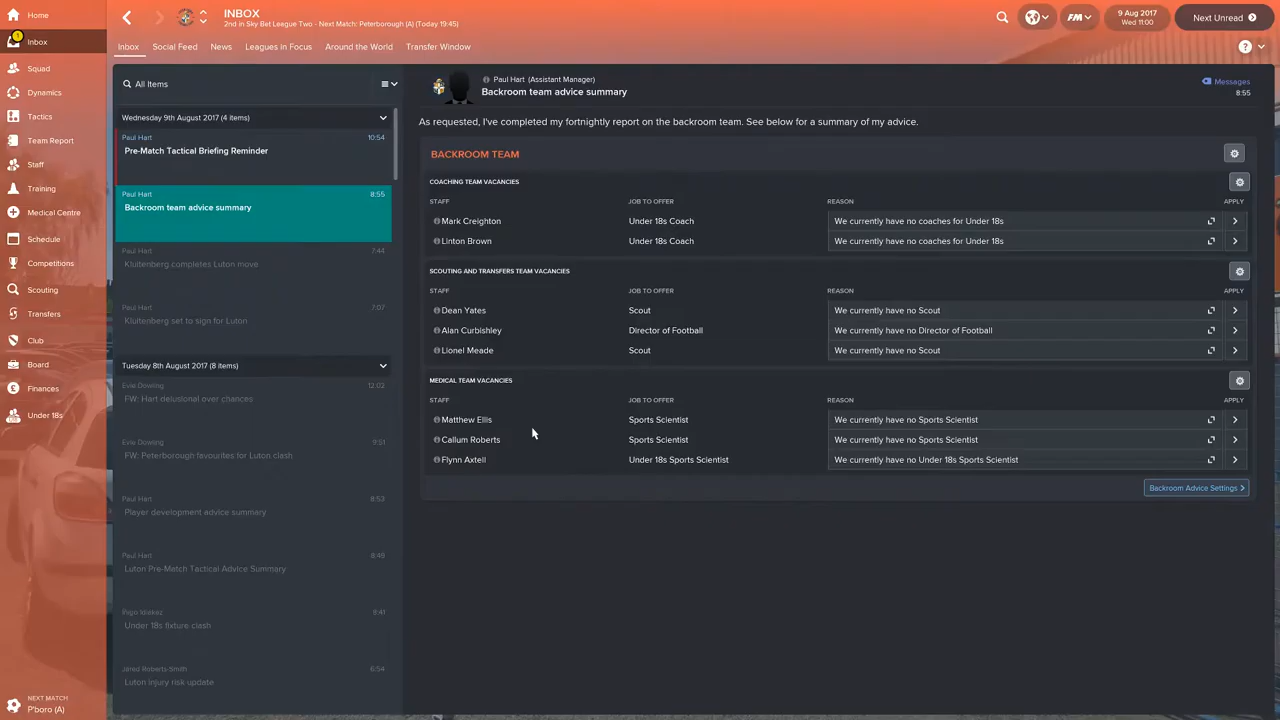 Home
Inbox
Squad
Dynamics
Tactics
Team Report
Staff
Training
Medical Centre
Schedule
Competitions
Scouting
Transfers
Club
Board
Finances
Under 18s
NEXT MATCH
P'boro (A)
INBOX
2nd in Sky Bet League Two - Next Match: Peterborough (A) (Today 19:45)
FM
9 Aug 2017
Wed 11:00
Next Unread
Inbox
Social Feed
News
Leagues in Focus
Around the World
Transfer Window
?
All Items
Wednesday 9th August 2017 (4 items)
Paul Hart 10:54
Pre-Match Tactical Briefing Reminder
Paul Hart 8:55
Backroom team advice summary
Paul Hart 7:44
Kluitenberg completes Luton move
Paul Hart 7:07
Kluitenberg set to sign for Luton
Tuesday 8th August 2017 (8 items)
Evie Dowling 12:02
FW: Hart delusional over chances
Evie Dowling 9:51
FW: Peterborough favourites for Luton clash
Paul Hart 8:53
Player development advice summary
Paul Hart 8:49
Luton Pre-Match Tactical Advice Summary
8:41
Under 18s fixture clash
Jared Roberts-Smith 6:54
Luton injury risk update
Paul Hart (Assistant Manager)
Backroom team advice summary
Messages
8:55
As requested, I've completed my fortnightly report on the backroom team. See below for a summary of my advice.
BACKROOM TEAM
COACHING TEAM VACANCIES
STAFF JOB TO OFFER REASON APPLY
Mark Creighton Under 18s Coach We currently have no coaches for Under 18s
Linton Brown Under 18s Coach We currently have no coaches for Under 18s
SCOUTING AND TRANSFERS TEAM VACANCIES
STAFF JOB TO OFFER REASON APPLY
Dean Yates Scout We currently have no Scout
Alan Curbishley Director of Football We currently have no Director of Football
Lionel Meade Scout We currently have no Scout
MEDICAL TEAM VACANCIES
STAFF JOB TO OFFER REASON APPLY
Matthew Ellis Sports Scientist We currently have no Sports Scientist
Callum Roberts Sports Scientist We currently have no Sports Scientist
Flynn Axtell Under 18s Sports Scientist We currently have no Under 18s Sports Scientist
Backroom Advice Settings